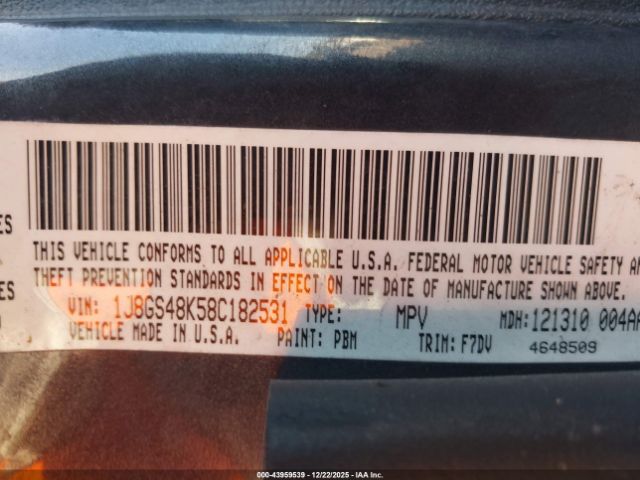 ES
THIS VEHICLE CONFORMS TO ALL APPLICABLE U.S.A. FEDERAL MOTOR VEHICLE SAFETY AN
THEFT PREVENTION STANDARDS IN EFFECT ON THE DATE OF MANUFACTURE SHOWN ABOVE.
ES
VIN: 1J8GS48K58C182531 TYPE: MPV MDH: 121310 004AA
VEHICLE MADE IN U.S.A. PAINT: PBM TRIM: F7DV 4648509
000-43959539 | 12/22/2025 | IAA Inc.